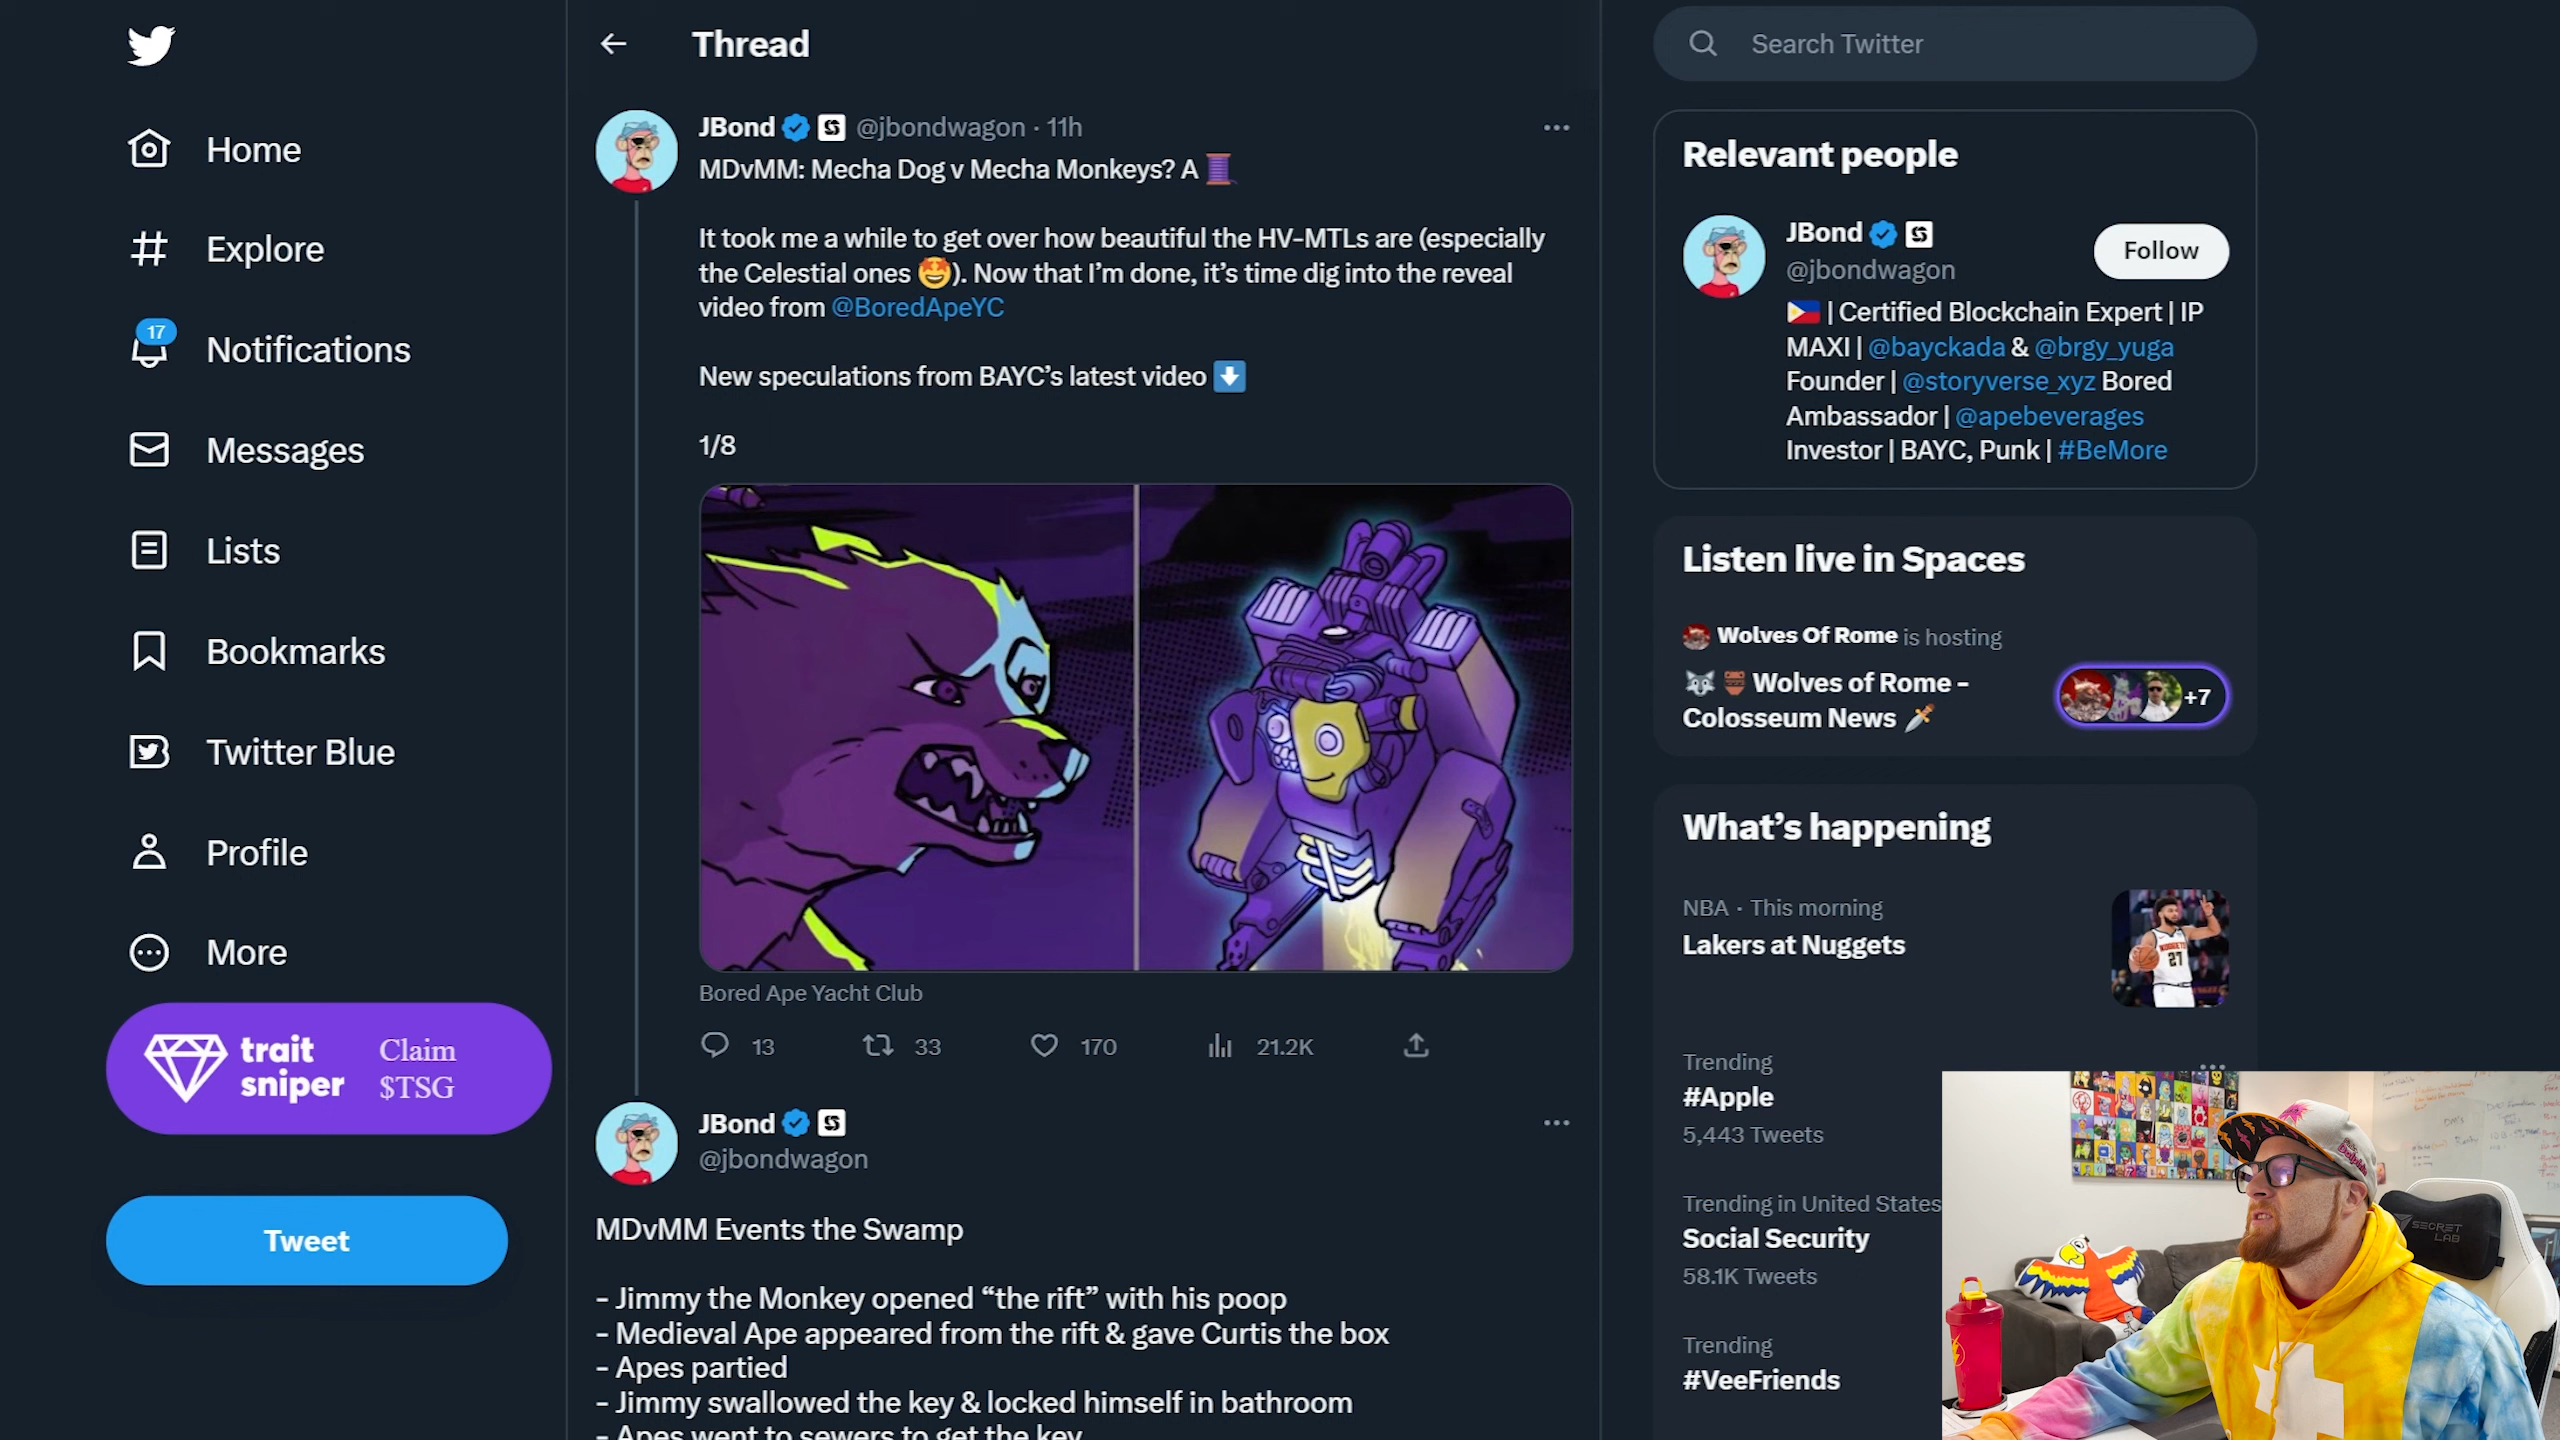 Home
Explore
17
Notifications
Messages
Lists
Bookmarks
Twitter Blue
Profile
More
trait sniper
Claim $TSG
Tweet
Thread
JBond @jbondwagon · 11h
MDvMM: Mecha Dog v Mecha Monkeys? A 🧵
It took me a while to get over how beautiful the HV-MTLs are (especially
the Celestial ones 🤩). Now that I’m done, it’s time dig into the reveal
video from @BoredApeYC
New speculations from BAYC’s latest video ⬇️
1/8
Bored Ape Yacht Club
13 33 170 21.2K
JBond
@jbondwagon
MDvMM Events the Swamp
- Jimmy the Monkey opened “the rift” with his poop
- Medieval Ape appeared from the rift & gave Curtis the box
- Apes partied
- Jimmy swallowed the key & locked himself in bathroom
- Apes went to sewers to get the key
Search Twitter
Relevant people
JBond
@jbondwagon
Follow
🇵🇭 | Certified Blockchain Expert | IP
MAXI | @bayckada & @brgy_yuga
Founder | @storyverse_xyz Bored
Ambassador | @apebeverages
Investor | BAYC, Punk | #BeMore
Listen live in Spaces
Wolves Of Rome is hosting
🐺🏺 Wolves of Rome -
Colosseum News 🗡️
+7
What’s happening
NBA · This morning
Lakers at Nuggets
NUGGETS
27
Trending
#Apple
5,443 Tweets
Trending in United States
Social Security
58.1K Tweets
Trending
#VeeFriends
SECRET
LAB